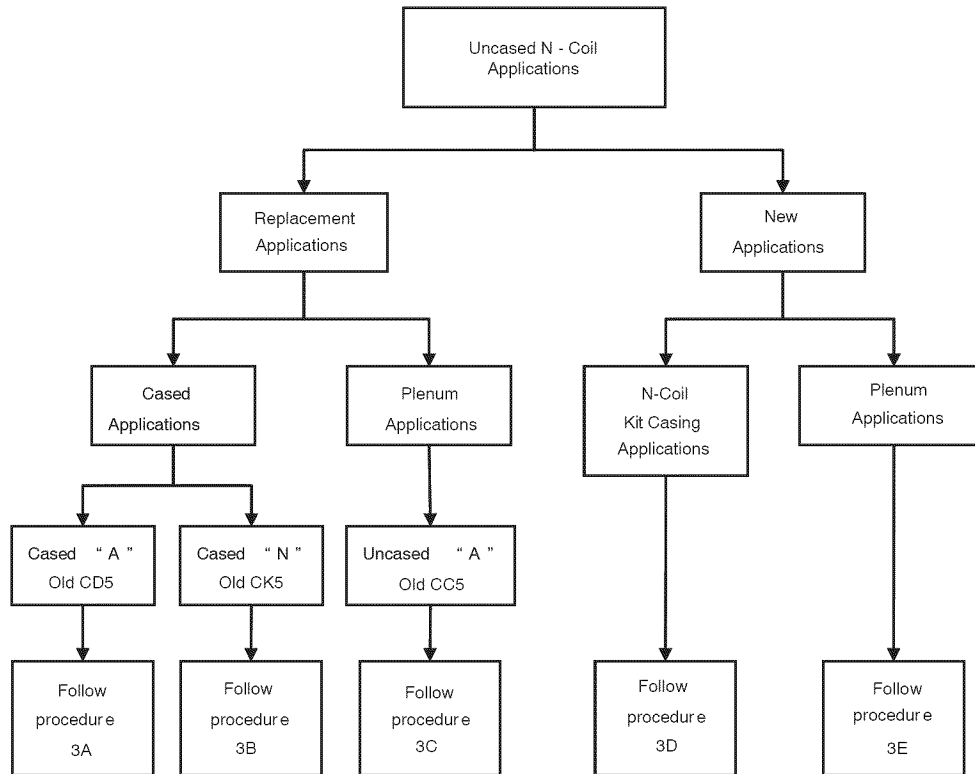 Uncased N - Coil
Applications
Replacement
Applications
New
Applications
Cased
Applications
Plenum
Applications
N-Coil
Kit Casing
Applications
Plenum
Applications
Cased “ A ”
Old CD5
Cased “ N ”
Old CK5
Uncased “ A ”
Old CC5
Follow
procedure
3A
Follow
procedure
3B
Follow
procedure
3C
Follow
procedure
3D
Follow
procedure
3E